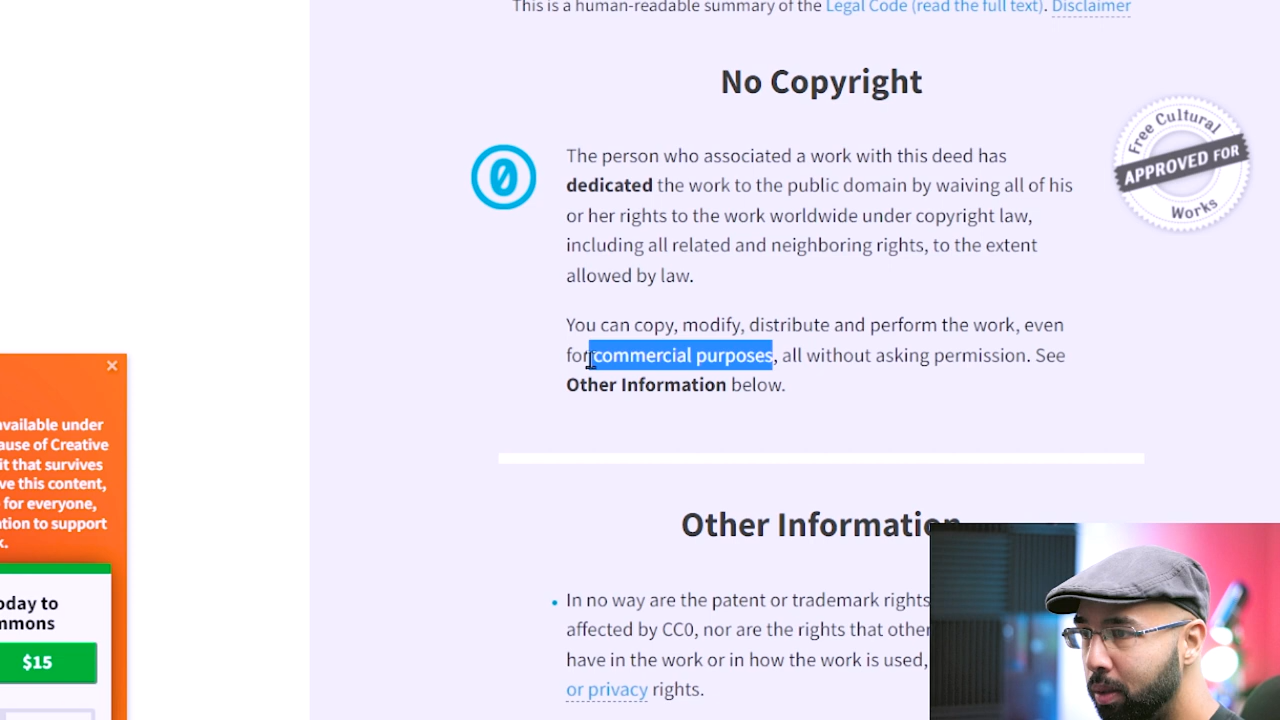 This is a human-readable summary of the Legal Code (read the full text). Disclaimer
No Copyright
Free Cultural
APPROVED FOR
Works
The person who associated a work with this deed has
dedicated the work to the public domain by waiving all of his
or her rights to the work worldwide under copyright law,
including all related and neighboring rights, to the extent
allowed by law.
You can copy, modify, distribute and perform the work, even
for commercial purposes, all without asking permission. See
Other Information below.
Other Information
In no way are the patent or trademark rights
affected by CC0, nor are the rights that other
have in the work or in how the work is used,
or privacy rights.
available under
ause of Creative
it that survives
ve this content,
for everyone,
ation to support
k.
oday to
mmons
$15